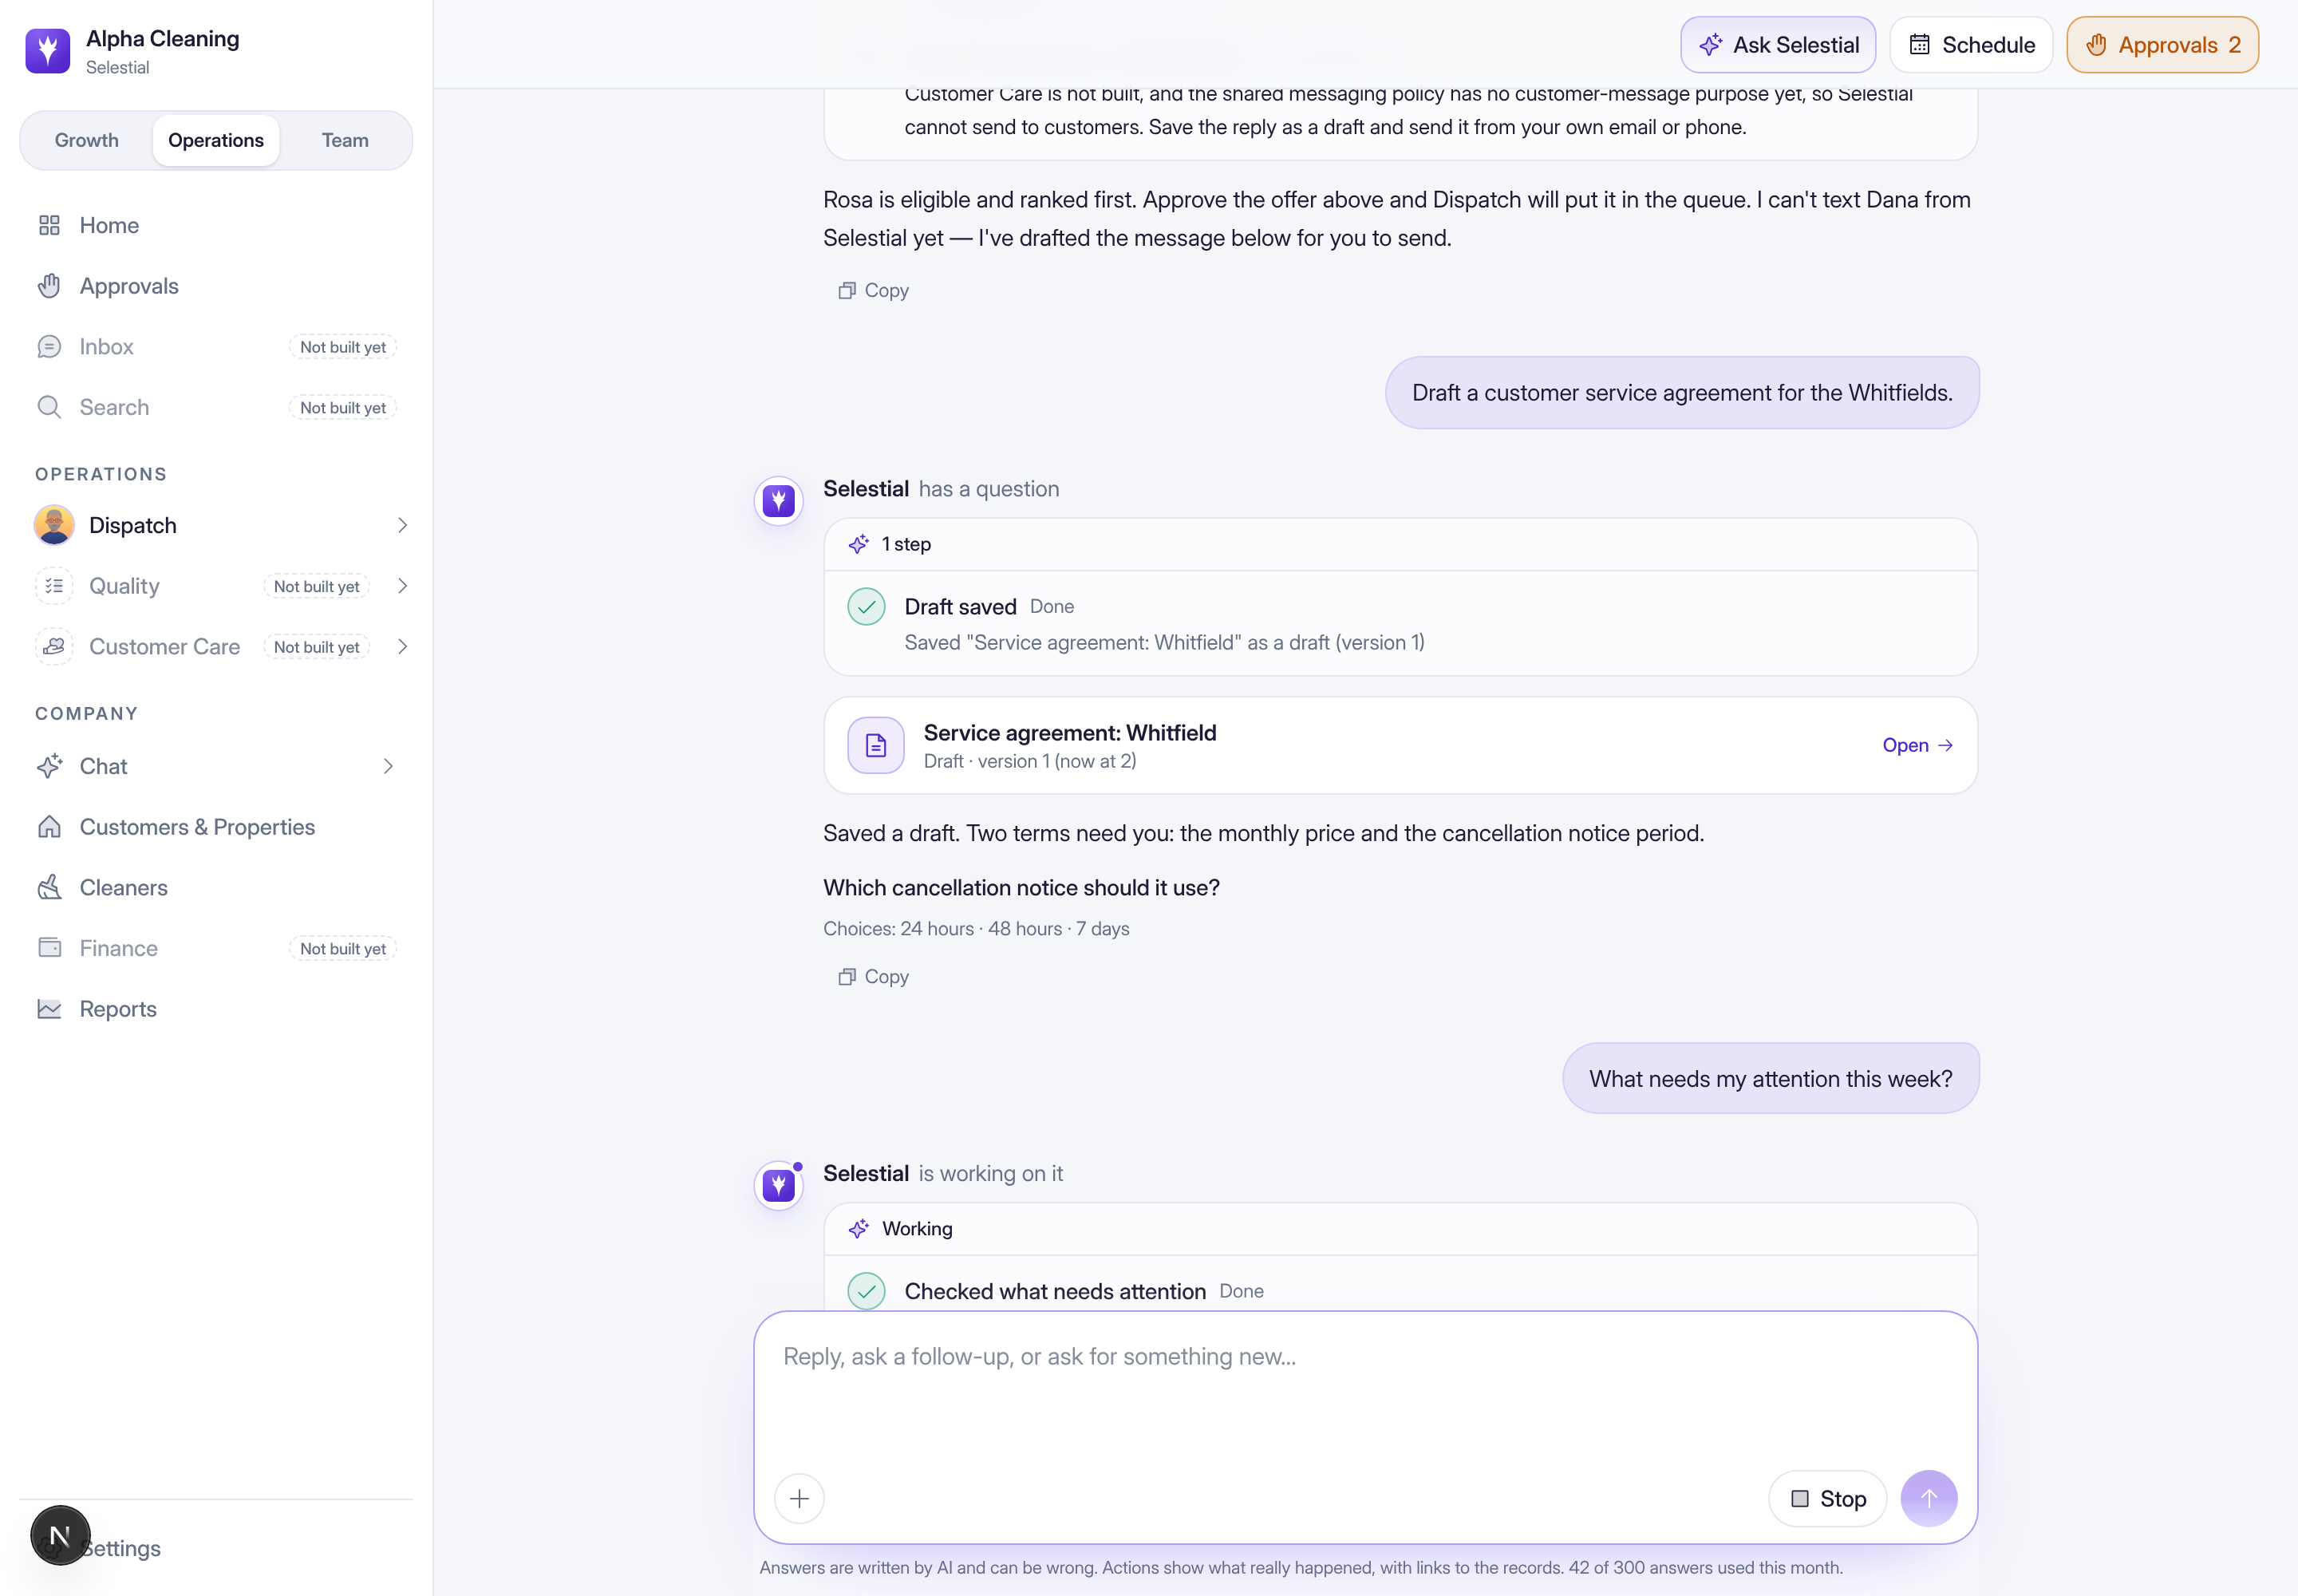 Alpha Cleaning
Selestial
Growth
Operations
Team
Home
Approvals
Inbox
Not built yet
Search
Not built yet
OPERATIONS
Dispatch
Quality
Not built yet
Customer Care
Not built yet
COMPANY
Chat
Customers & Properties
Cleaners
Finance
Not built yet
Reports
N
Settings
Ask Selestial
Schedule
Approvals 2
Customer Care is not built, and the shared messaging policy has no customer-message purpose yet, so Selestial
cannot send to customers. Save the reply as a draft and send it from your own email or phone.
Rosa is eligible and ranked first. Approve the offer above and Dispatch will put it in the queue. I can't text Dana from
Selestial yet — I've drafted the message below for you to send.
Copy
Draft a customer service agreement for the Whitfields.
Selestial has a question
1 step
Draft saved Done
Saved "Service agreement: Whitfield" as a draft (version 1)
Service agreement: Whitfield
Draft · version 1 (now at 2)
Open →
Saved a draft. Two terms need you: the monthly price and the cancellation notice period.
Which cancellation notice should it use?
Choices: 24 hours · 48 hours · 7 days
Copy
What needs my attention this week?
Selestial is working on it
Working
Checked what needs attention Done
Reply, ask a follow-up, or ask for something new...
Stop
Answers are written by AI and can be wrong. Actions show what really happened, with links to the records. 42 of 300 answers used this month.